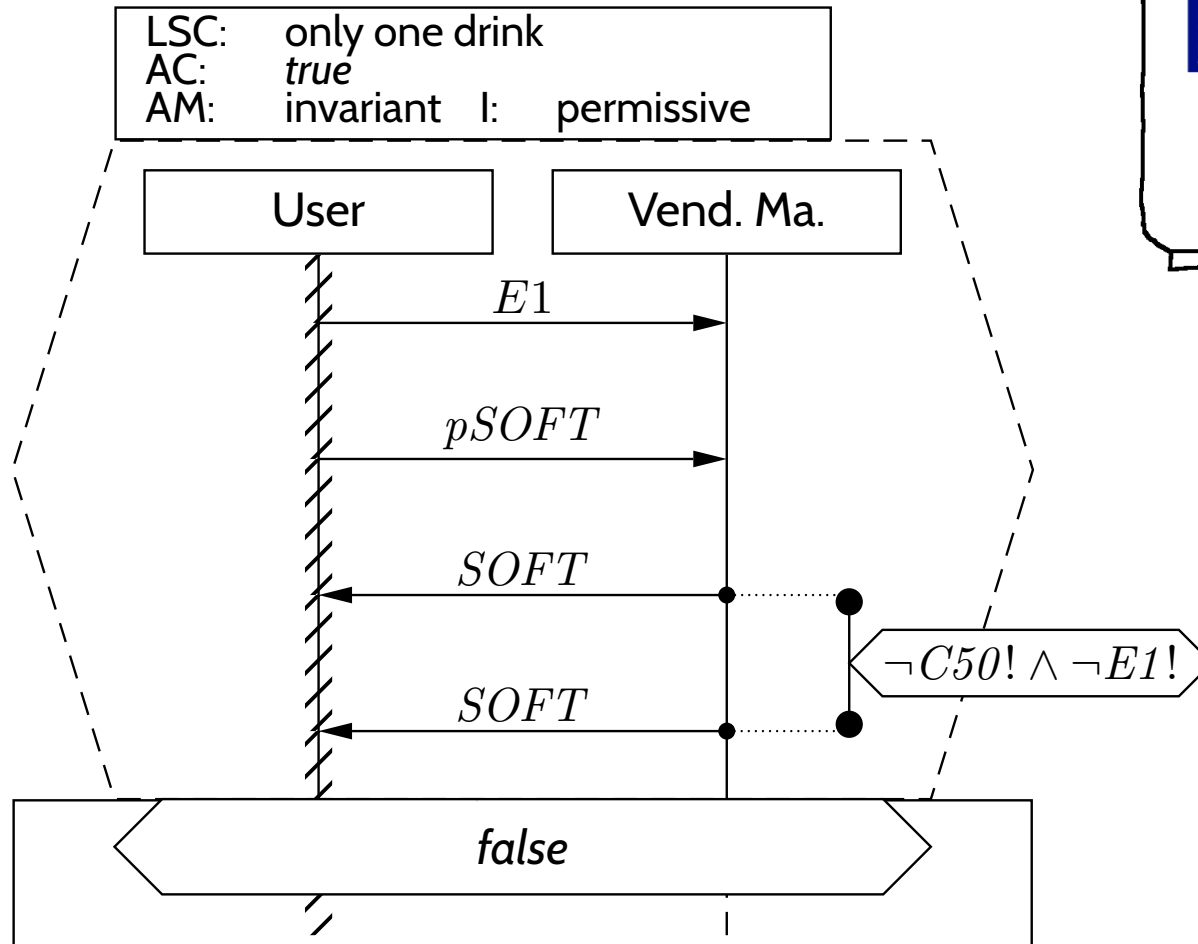 LSC: only one drink
AC: true
AM: invariant I: permissive
User
Vend. Ma.
E1
pSOFT
SOFT
¬C50! ∧ ¬E1!
SOFT
false